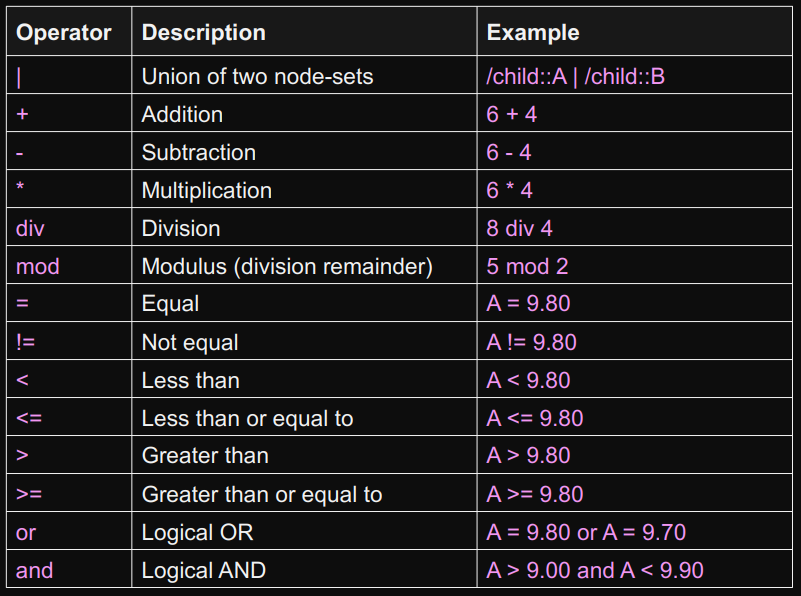 Operator Description Example
| Union of two node-sets /child::A | /child::B
+ Addition 6 + 4
- Subtraction 6 - 4
* Multiplication 6 * 4
div Division 8 div 4
mod Modulus (division remainder) 5 mod 2
= Equal A = 9.80
!= Not equal A != 9.80
< Less than A < 9.80
<= Less than or equal to A <= 9.80
> Greater than A > 9.80
>= Greater than or equal to A >= 9.80
or Logical OR A = 9.80 or A = 9.70
and Logical AND A > 9.00 and A < 9.90